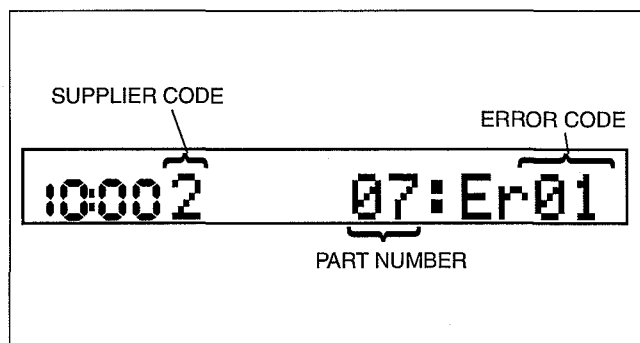 SUPPLIER CODE
ERROR CODE
10:00 2 07:Er01
PART NUMBER